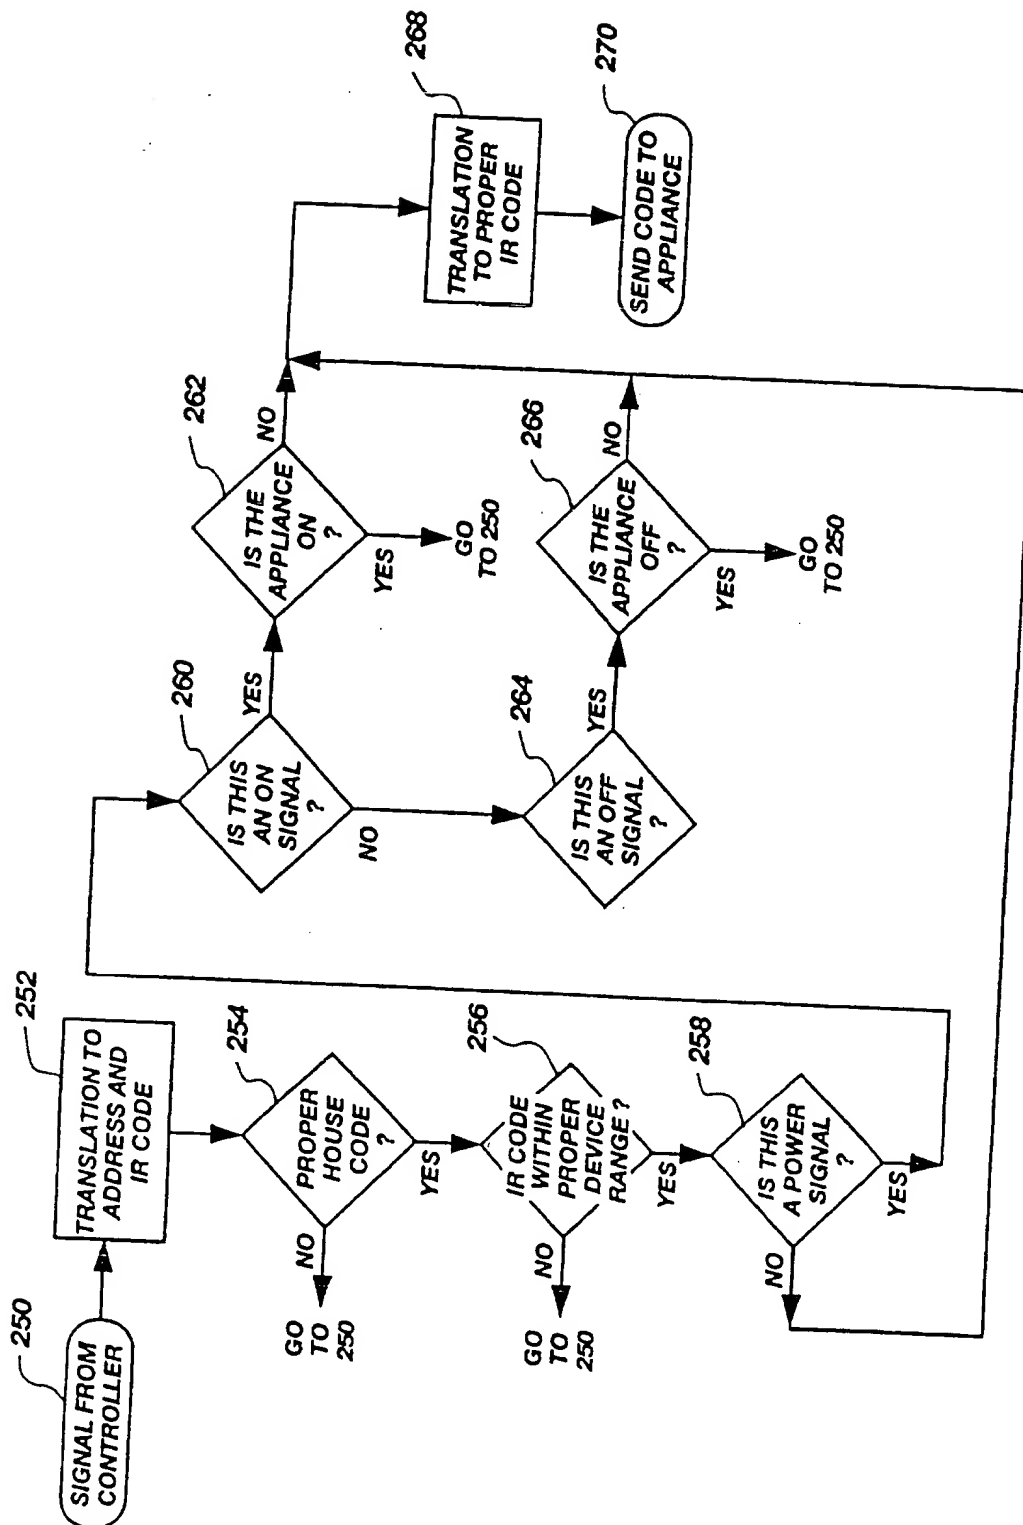 250
SIGNAL FROM
CONTROLLER
252
TRANSLATION TO
ADDRESS AND
IR CODE
254
PROPER
HOUSE
CODE
?
NO
GO
TO
250
YES
256
IR CODE
WITHIN
PROPER
DEVICE
RANGE ?
NO
GO
TO
250
YES
258
IS THIS
A POWER
SIGNAL
?
NO
YES
260
IS THIS
AN ON
SIGNAL
?
YES
NO
262
IS THE
APPLIANCE
ON
?
NO
YES
GO
TO 250
264
IS THIS
AN OFF
SIGNAL
?
YES
266
IS THE
APPLIANCE
OFF
?
NO
YES
GO
TO 250
268
TRANSLATION
TO PROPER
IR CODE
270
SEND CODE TO
APPLIANCE